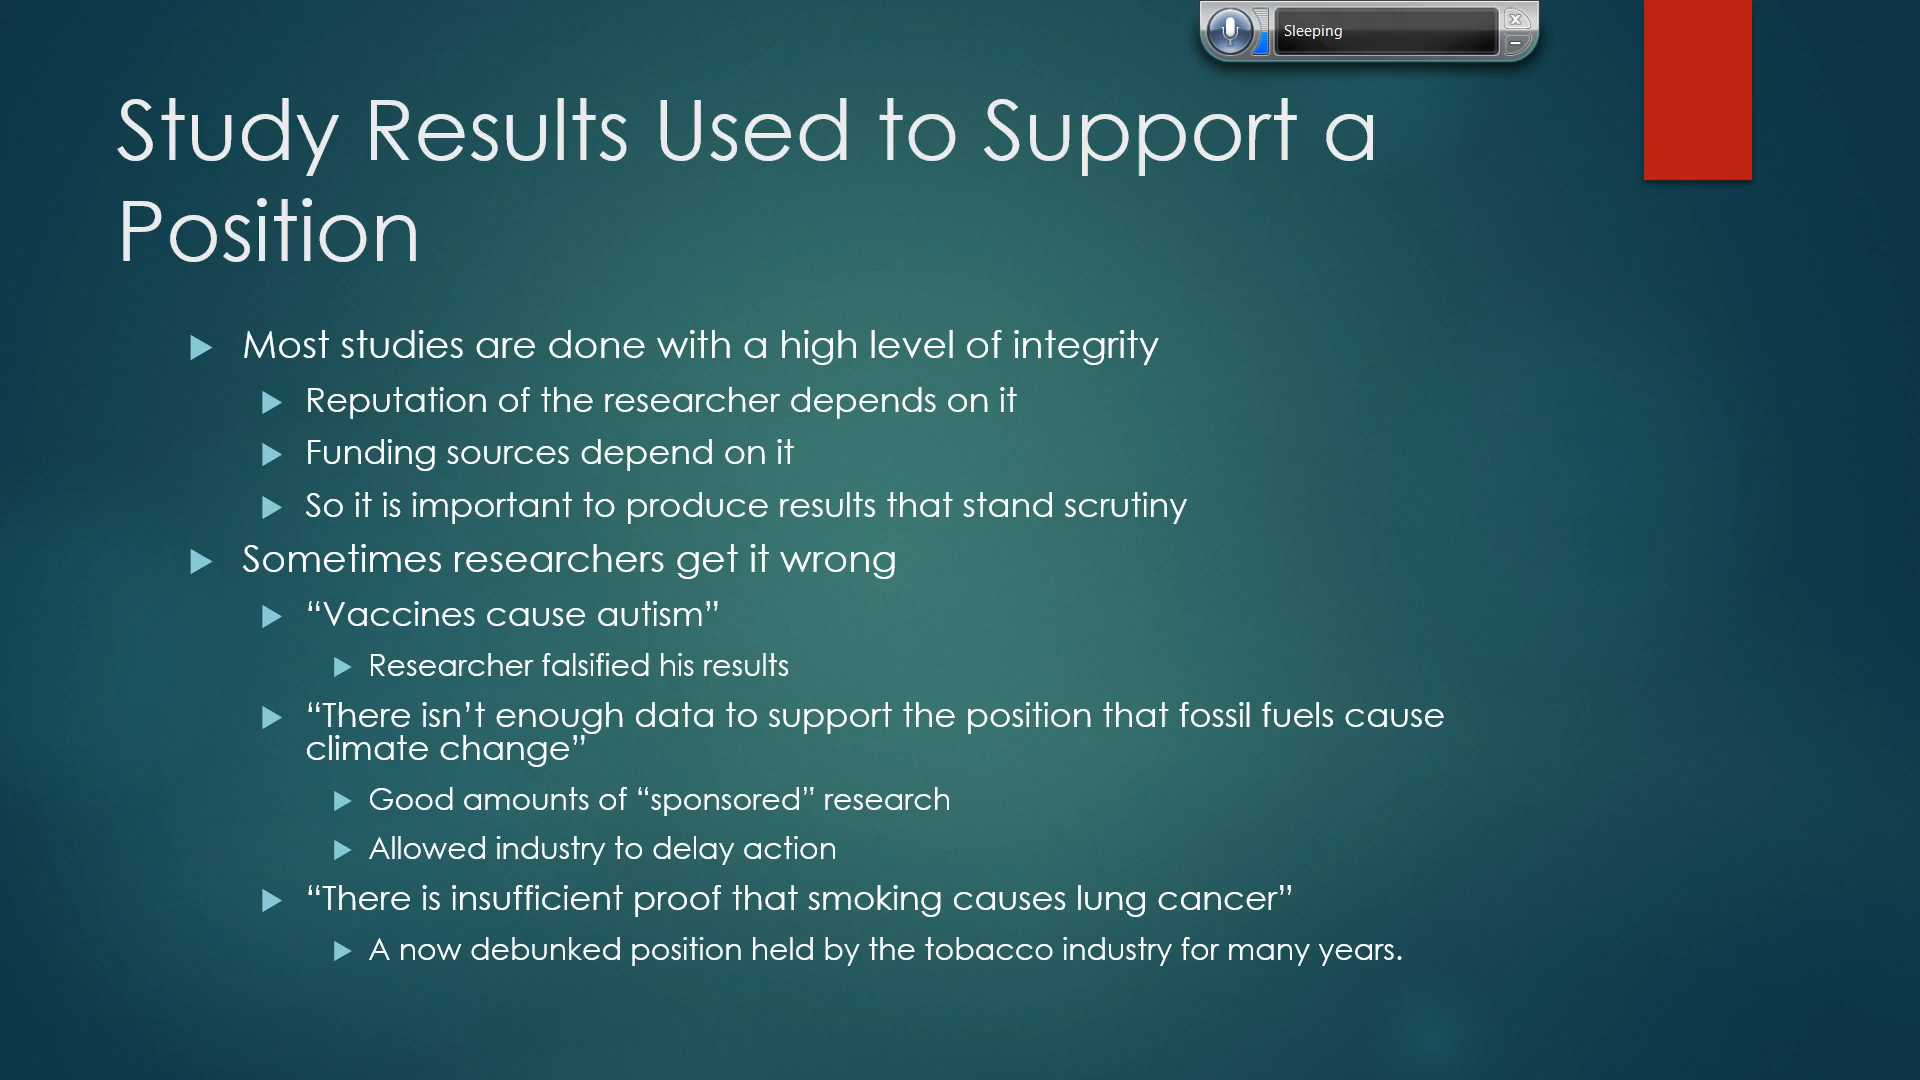 Sleeping
Study Results Used to Support a
Position
Most studies are done with a high level of integrity
Reputation of the researcher depends on it
Funding sources depend on it
So it is important to produce results that stand scrutiny
Sometimes researchers get it wrong
“Vaccines cause autism”
Researcher falsified his results
“There isn’t enough data to support the position that fossil fuels cause
climate change”
Good amounts of “sponsored” research
Allowed industry to delay action
“There is insufficient proof that smoking causes lung cancer”
A now debunked position held by the tobacco industry for many years.